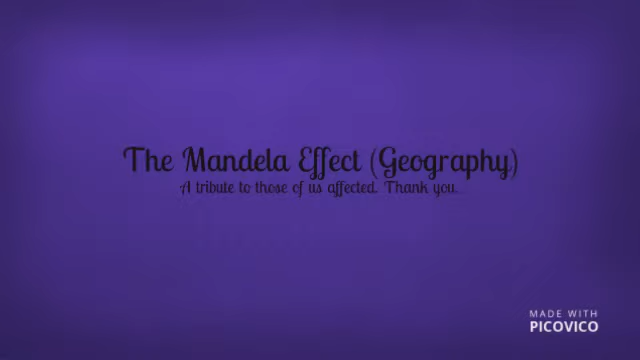 The Mandela Effect (Geography)
A tribute to those of us affected. Thank you.
MADE WITH
PICOVICO